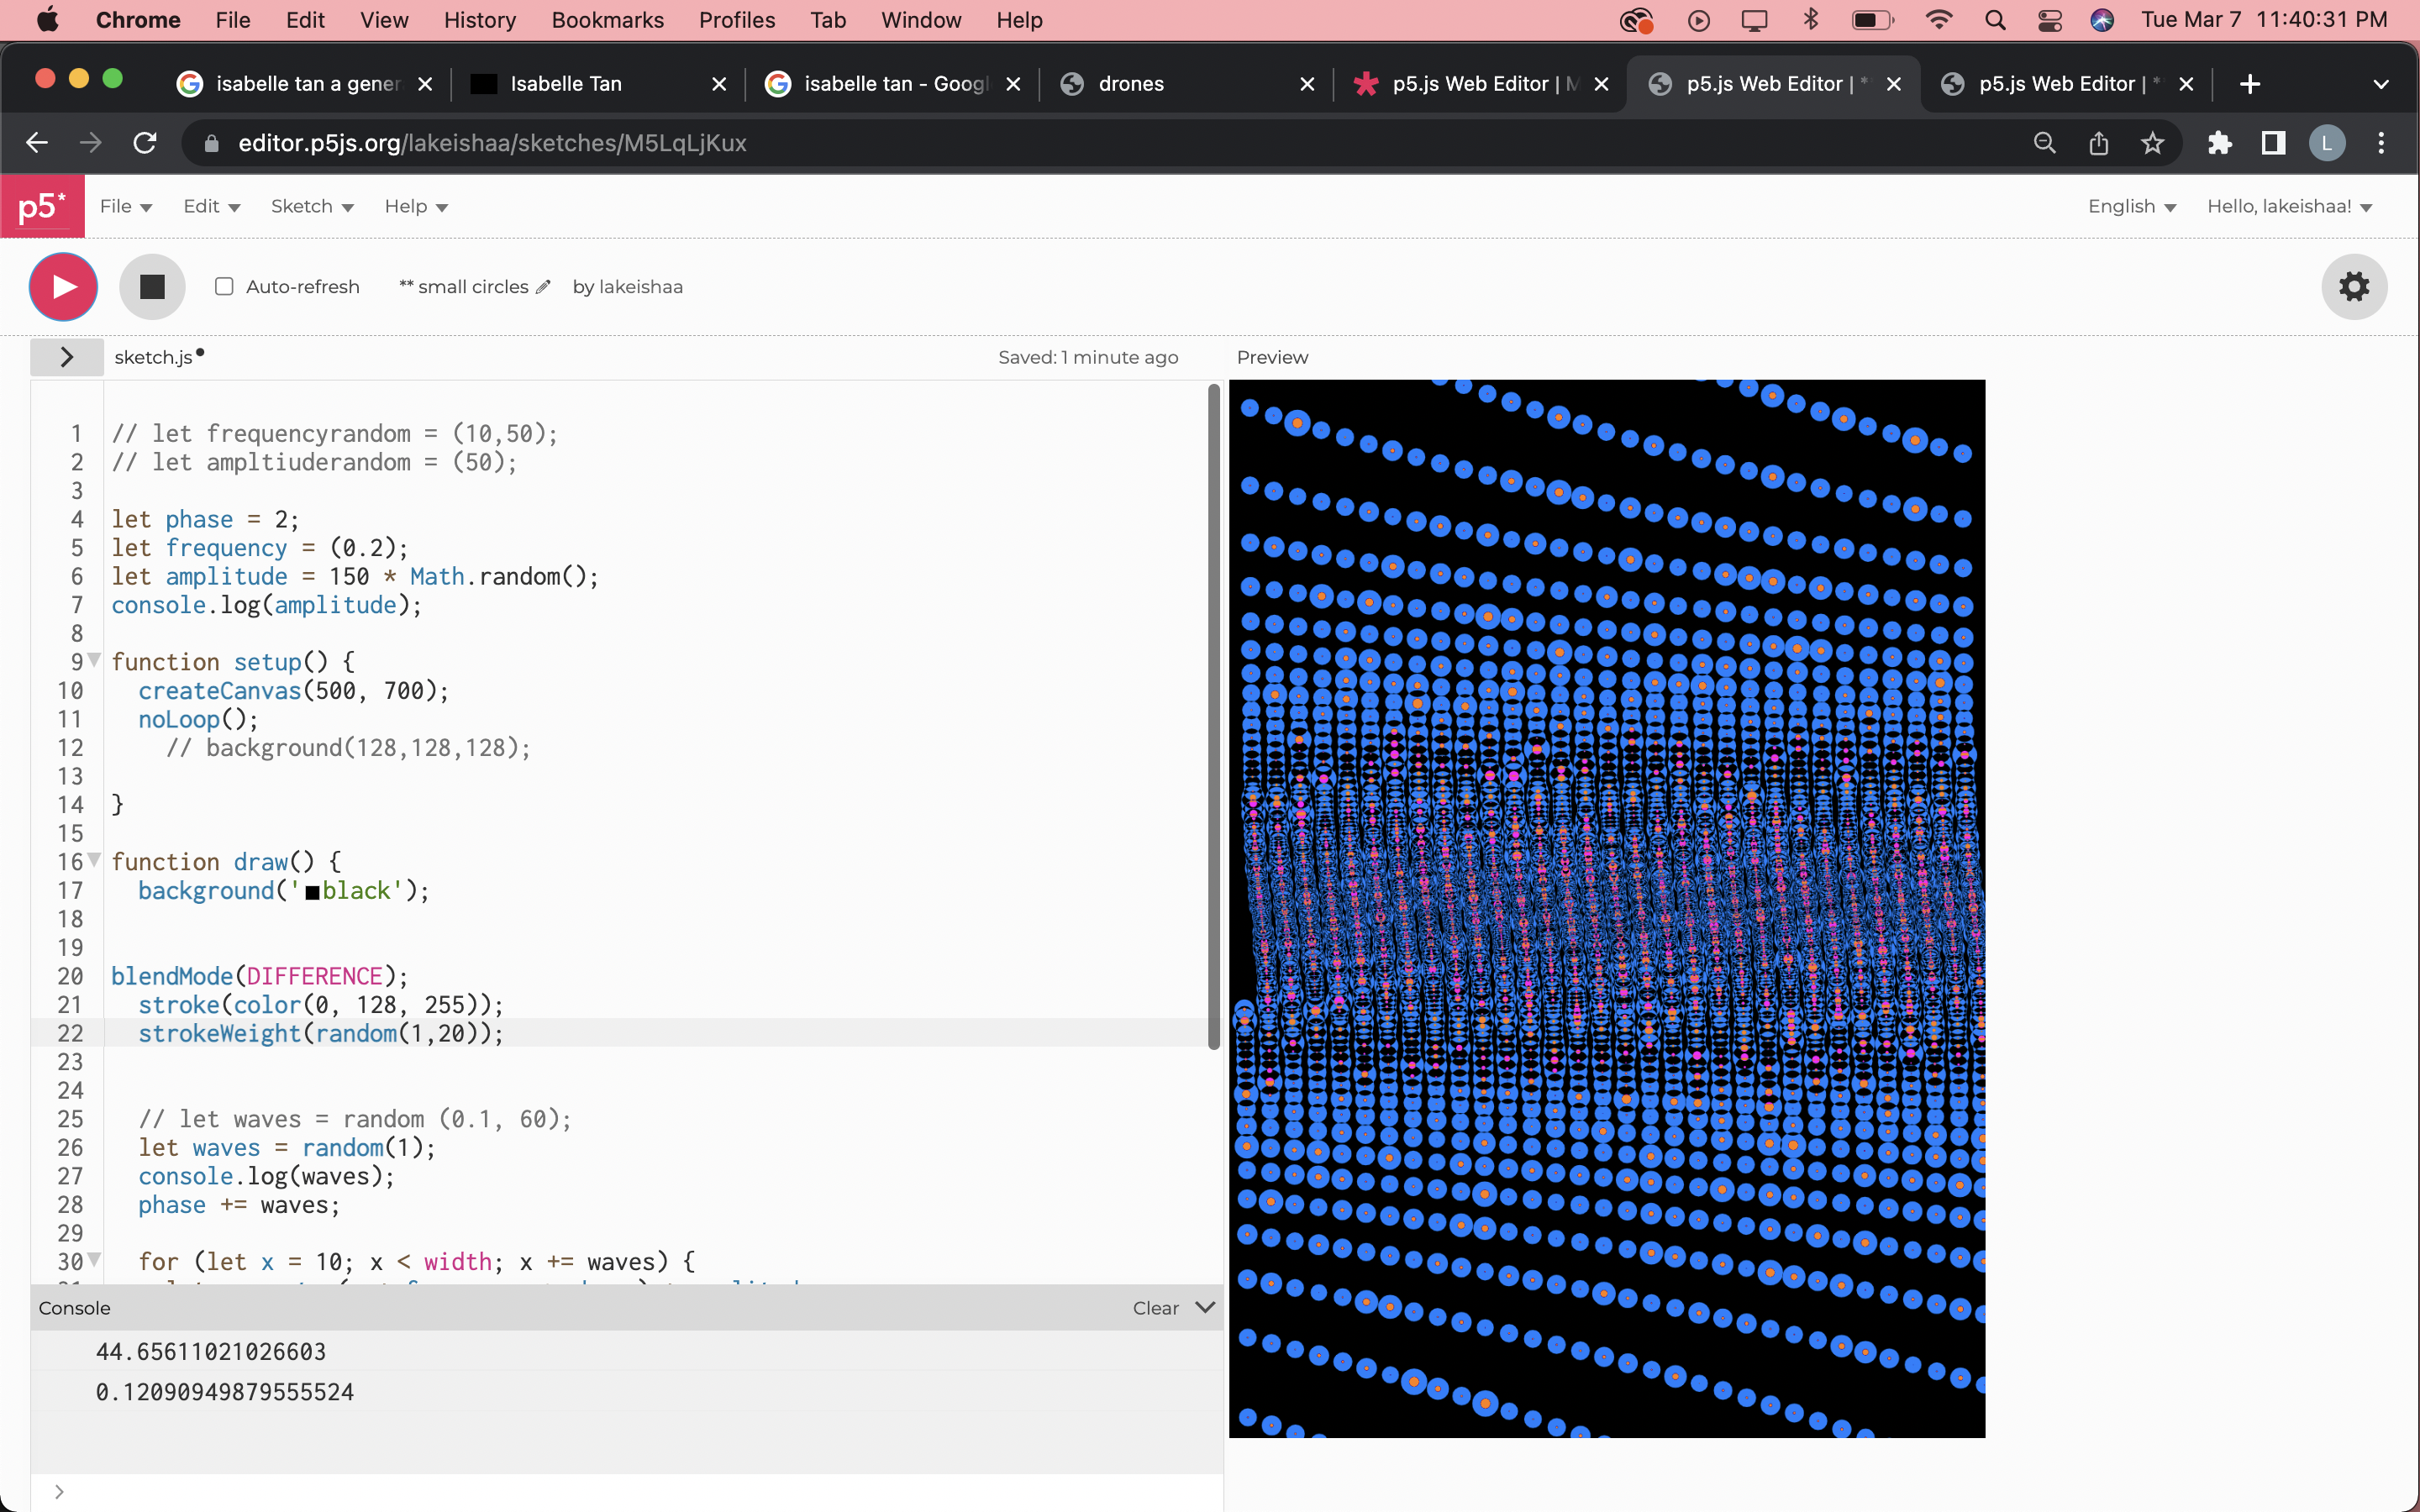 Chrome File Edit View History Bookmarks Profiles Tab Window Help Tue Mar 7 11:40:31 PM
isabelle tan a gener Isabelle Tan isabelle tan - Googl drones p5.js Web Editor | M p5.js Web Editor | * p5.js Web Editor | *
editor.p5js.org/lakeishaa/sketches/M5LqLjKux L
p5* File Edit Sketch Help English Hello, lakeishaa!
Auto-refresh ** small circles by lakeishaa
sketch.js Saved: 1 minute ago Preview
1 // let frequencyrandom = (10,50);
2 // let ampltiuderandom = (50);
3
4 let phase = 2;
5 let frequency = (0.2);
6 let amplitude = 150 * Math.random();
7 console.log(amplitude);
8
9 function setup() {
10 createCanvas(500, 700);
11 noLoop();
12 // background(128,128,128);
13
14 }
15
16 function draw() {
17 background('black');
18
19
20 blendMode(DIFFERENCE);
21 stroke(color(0, 128, 255));
22 strokeWeight(random(1,20));
23
24
25 // let waves = random (0.1, 60);
26 let waves = random(1);
27 console.log(waves);
28 phase += waves;
29
30 for (let x = 10; x < width; x += waves) {
Console Clear
44.65611021026603
0.12090949879555524
>